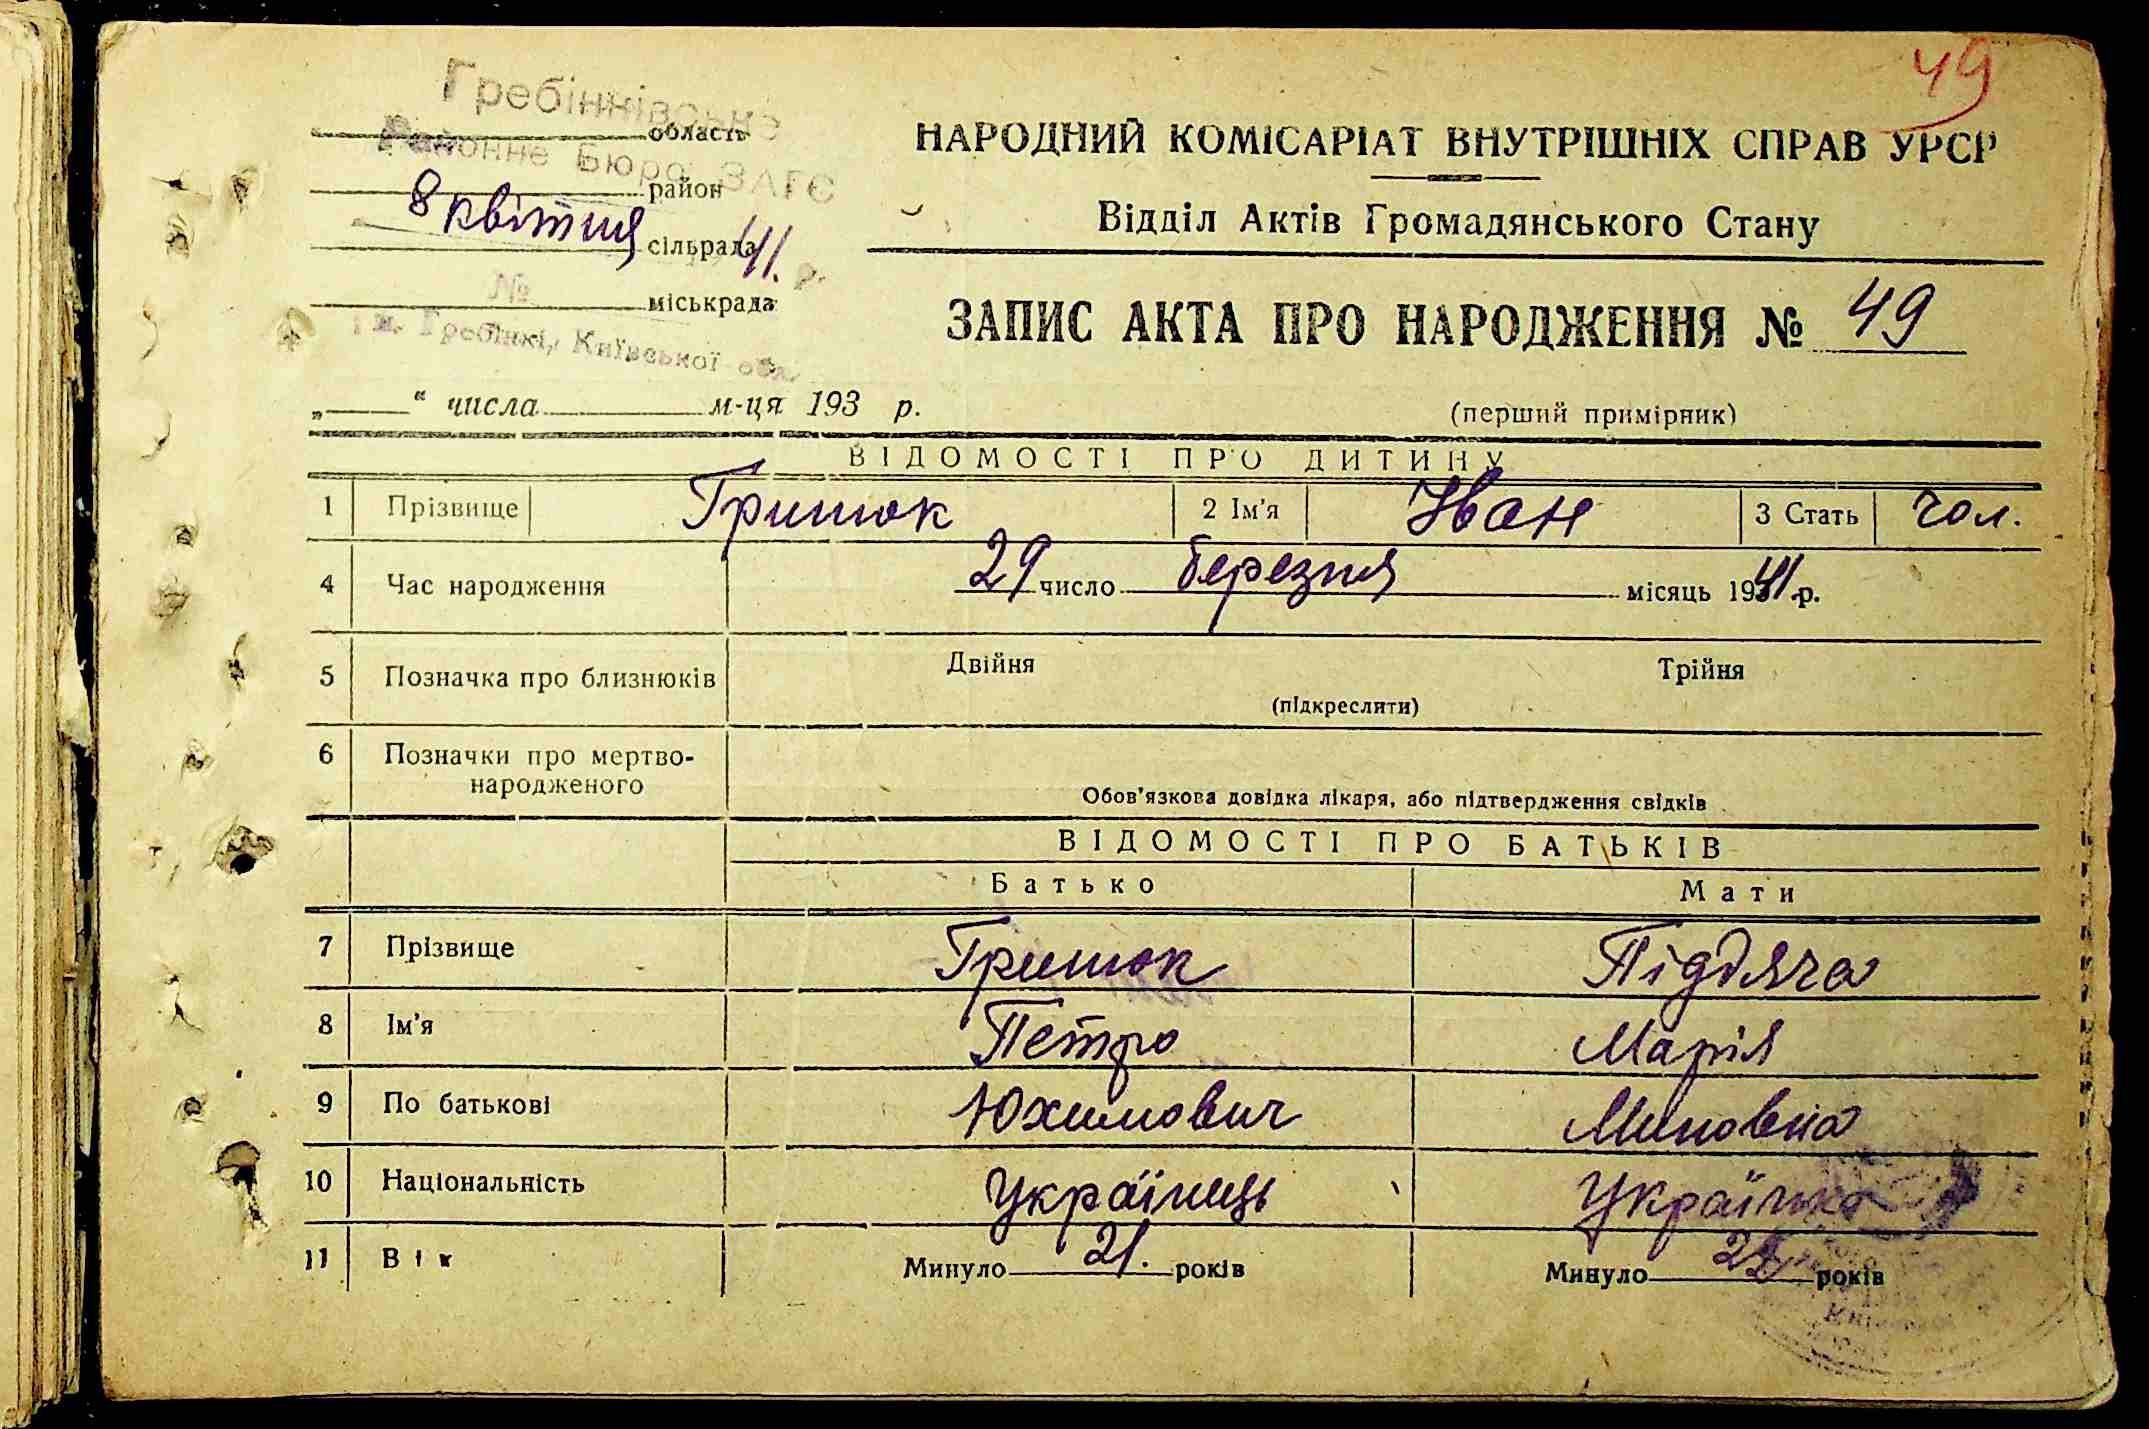 49
Гребінківське
область
НАРОДНИЙ КОМІСАРІАТ ВНУТРІШНІХ СПРАВ УРСР
Районне Бюро ЗАГС
район
Відділ Актів Громадянського Стану
8 квітня 41. р.
сільрада
№
міськрада
ЗАПИС АКТА ПРО НАРОДЖЕННЯ № 49
м. Гребінкі, Київської обл.
„ “ числа м-ця 193 р.
(перший примірник)
ВІДОМОСТІ ПРО ДИТИНУ
1 Прізвище Гришок 2 Ім'я Іван 3 Стать чол.
4 Час народження 29 число березня місяць 1941 р.
5 Позначка про близнюків Двійня Трійня
(підкреслити)
6 Позначки про мертво-
народженого
Обов'язкова довідка лікаря, або підтвердження свідків
ВІДОМОСТІ ПРО БАТЬКІВ
Батько Мати
7 Прізвище Гришок Піддяча
8 Ім'я Петро Марія
9 По батькові Юхимович Миновна
10 Національність Українець Українка
11 Вік Минуло 21. років Минуло років